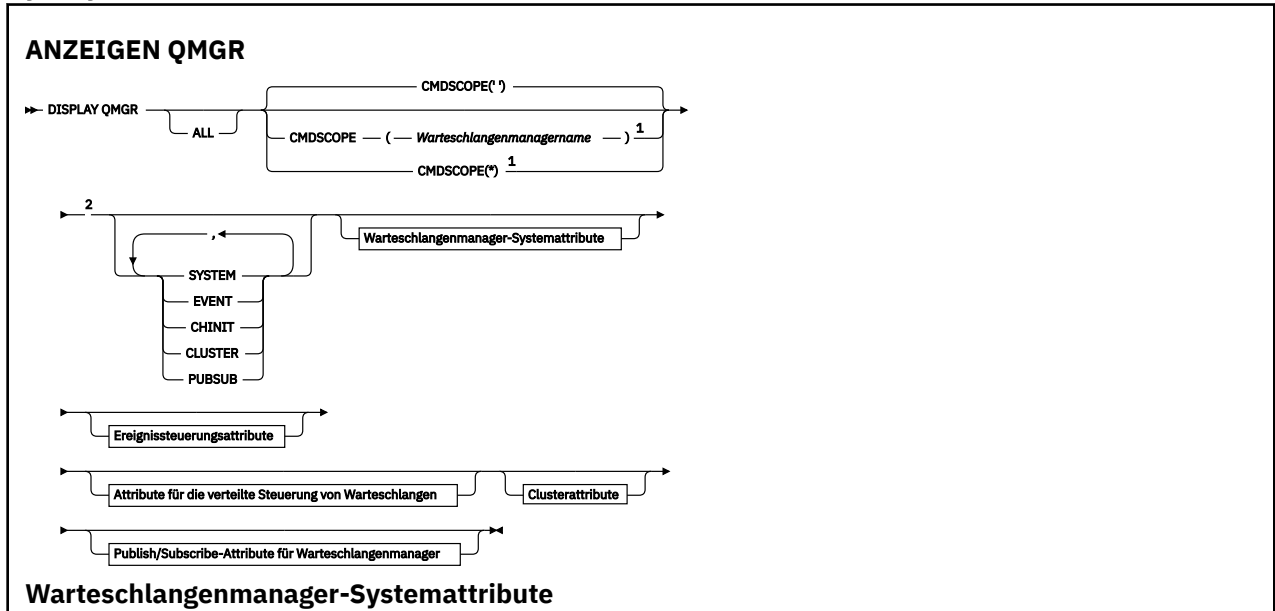 ANZEIGEN QMGR
CMDSCOPE(' ')
DISPLAY QMGR
ALL
CMDSCOPE ( Warteschlangenmanagername ) 1
CMDSCOPE(*) 1
2
,
SYSTEM
EVENT
CHINIT
CLUSTER
PUBSUB
Warteschlangenmanager-Systemattribute
Ereignissteuerungsattribute
Attribute für die verteilte Steuerung von Warteschlangen
Clusterattribute
Publish/Subscribe-Attribute für Warteschlangenmanager
Warteschlangenmanager-Systemattribute